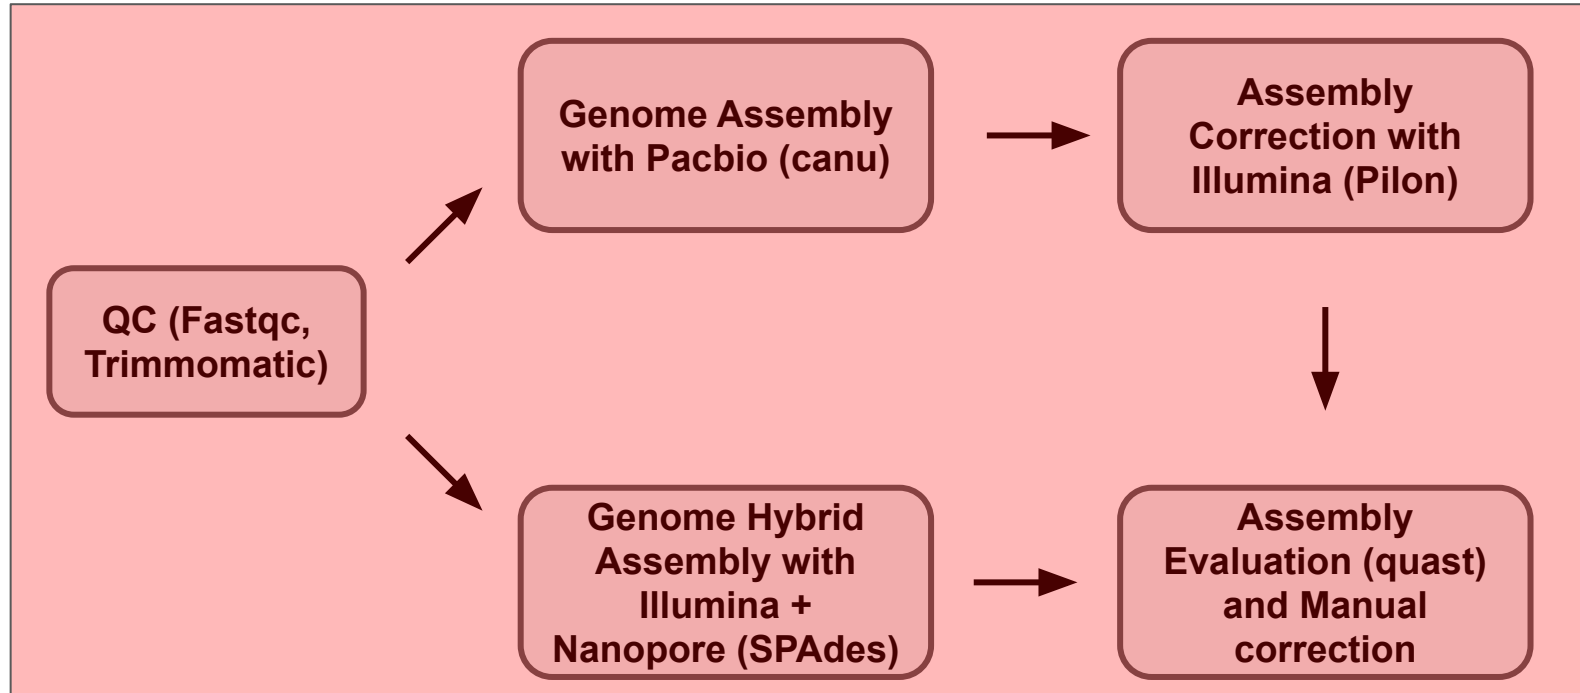 QC (Fastqc,
Trimmomatic)
Genome Assembly
with Pacbio (canu)
Assembly
Correction with
Illumina (Pilon)
Genome Hybrid
Assembly with
Illumina +
Nanopore (SPAdes)
Assembly
Evaluation (quast)
and Manual
correction